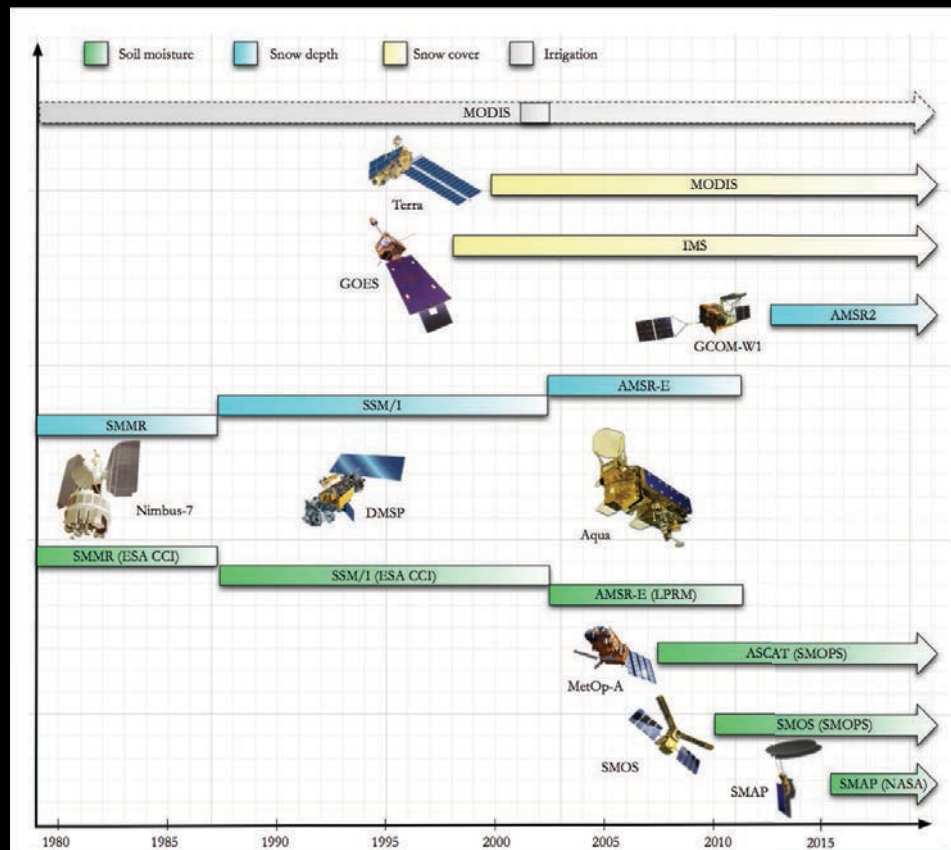 Soil moisture Snow depth Snow cover Irrigation
MODIS
MODIS
Terra
IMS
GOES
AMSR2
GCOM-W1
AMSR-E
SSM/I
SMMR
Nimbus-7
DMSP
Aqua
SMMR (ESA CCI)
SSM/I (ESA CCI)
AMSR-E (LPRM)
ASCAT (SMOPS)
MetOp-A
SMOS (SMOPS)
SMOS
SMAP
SMAP (NASA)
1980 1985 1990 1995 2000 2005 2010 2015